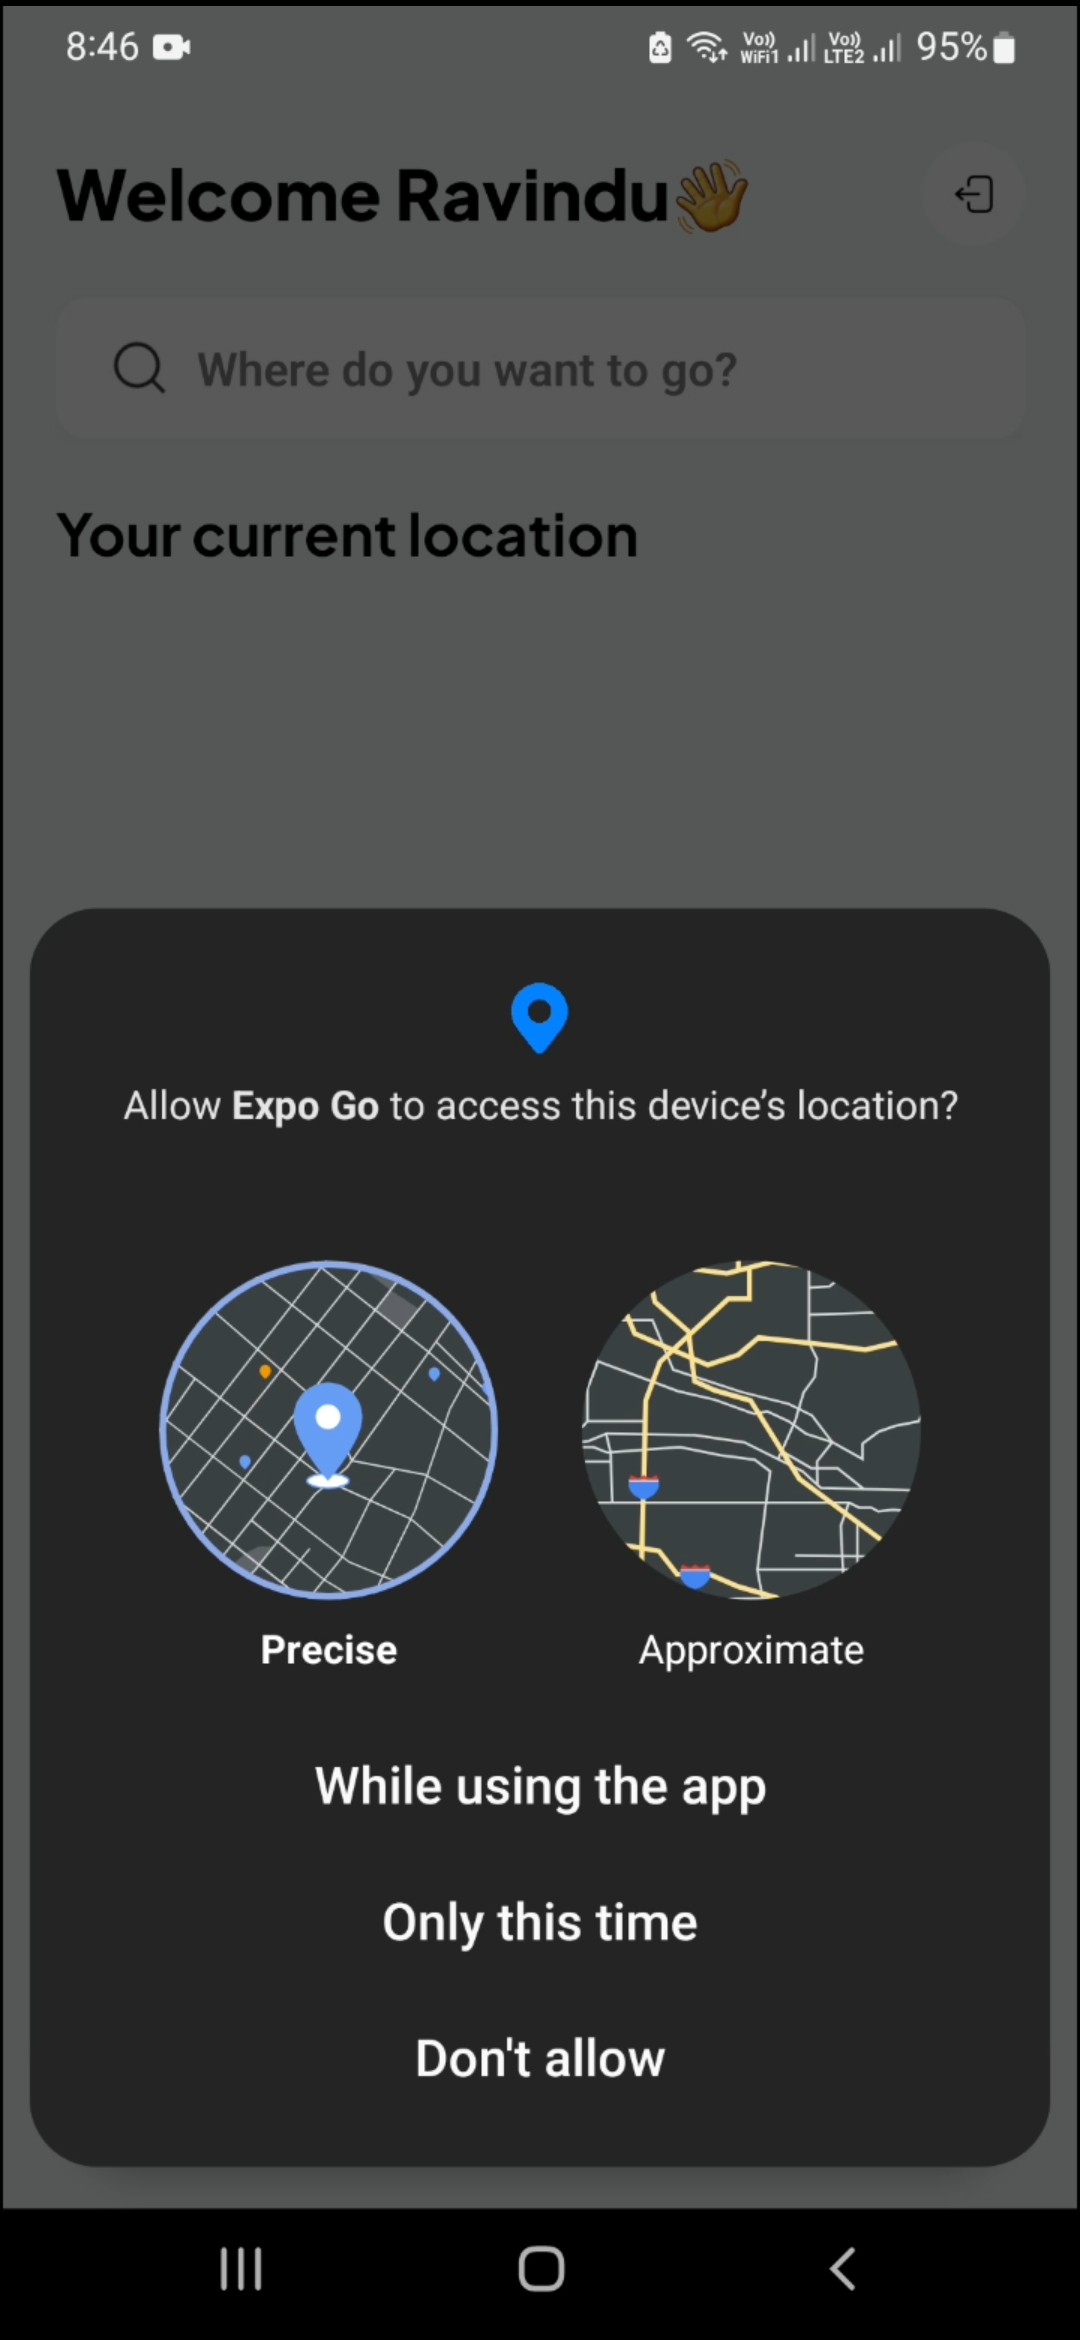 8:46
Vo)) WiFi1 Vo)) LTE2 95%
Welcome Ravindu👋
Where do you want to go?
Your current location
Allow Expo Go to access this device's location?
Precise Approximate
While using the app
Only this time
Don't allow